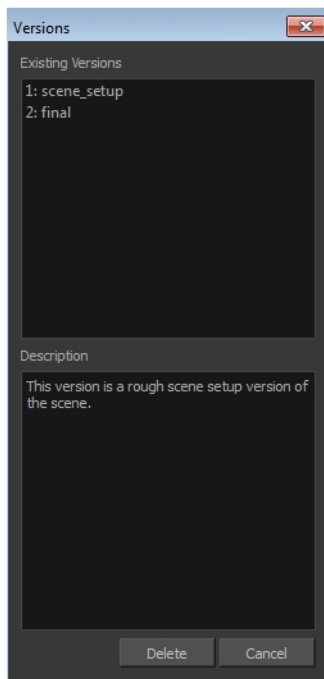 Versions
Existing Versions
1: scene_setup
2: final
Description
This version is a rough scene setup version of
the scene.
Delete
Cancel